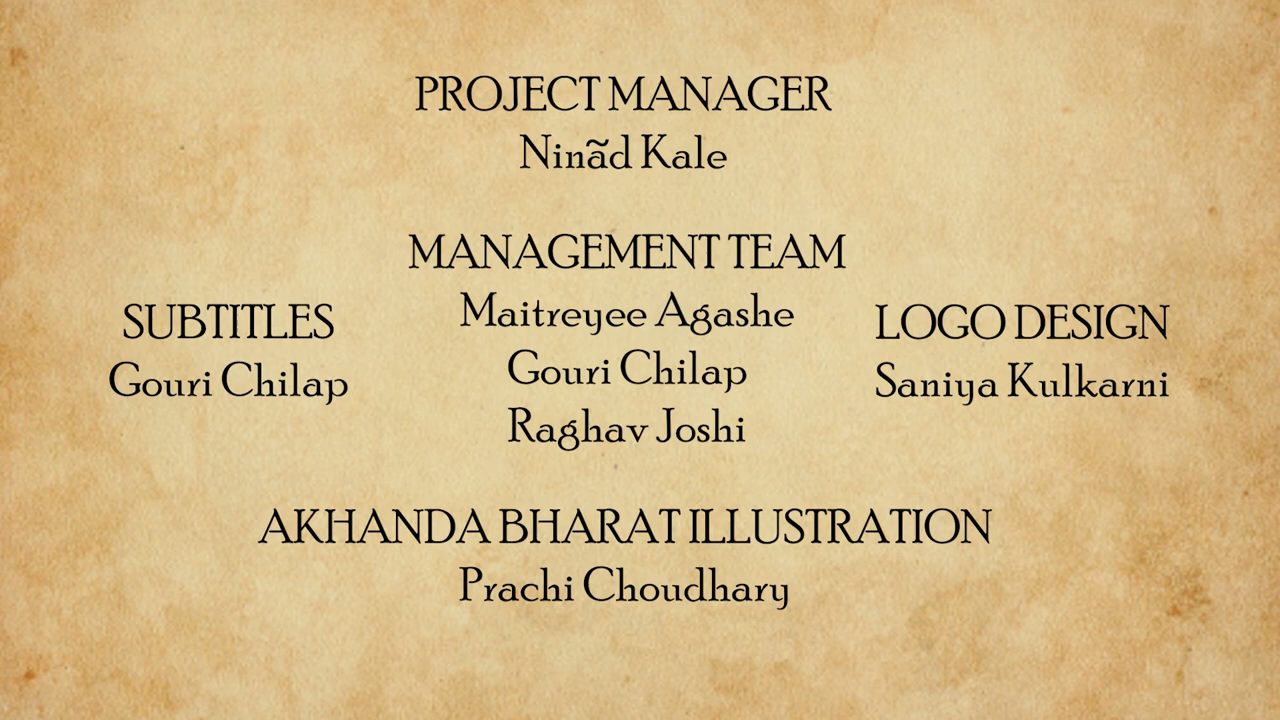 PROJECT MANAGER
Ninãd Kale
MANAGEMENT TEAM
Maitreyee Agashe
Gouri Chilap
Raghav Joshi
SUBTITLES
Gouri Chilap
LOGO DESIGN
Saniya Kulkarni
AKHANDA BHARAT ILLUSTRATION
Prachi Choudhary